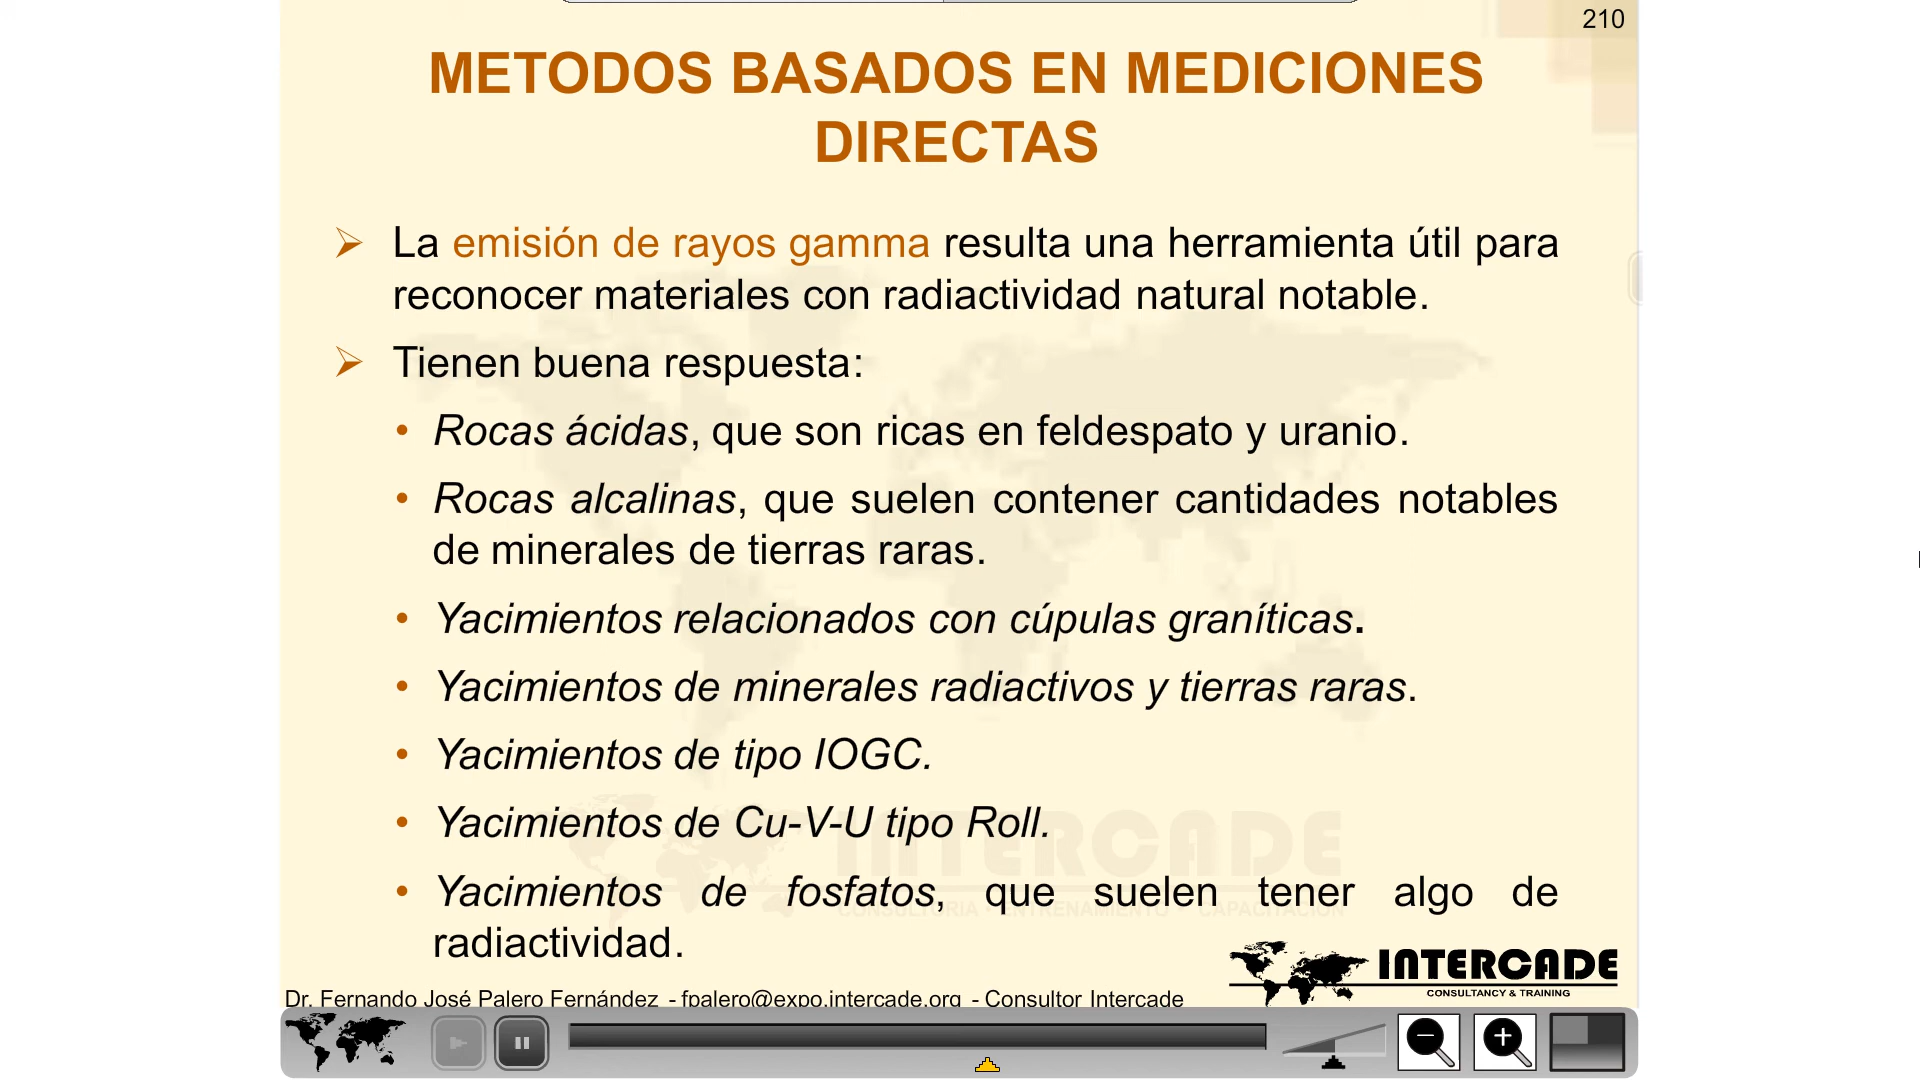 210
METODOS BASADOS EN MEDICIONES
DIRECTAS
➢ La emisión de rayos gamma resulta una herramienta útil para
reconocer materiales con radiactividad natural notable.
➢ Tienen buena respuesta:
• Rocas ácidas, que son ricas en feldespato y uranio.
• Rocas alcalinas, que suelen contener cantidades notables
de minerales de tierras raras.
• Yacimientos relacionados con cúpulas graníticas.
• Yacimientos de minerales radiactivos y tierras raras.
• Yacimientos de tipo IOGC.
• Yacimientos de Cu-V-U tipo Roll.
INTERCADE
• Yacimientos de fosfatos, que suelen tener algo de
CONSULTORIA • ENTRENAMIENTO • CAPACITACION
radiactividad.
INTERCADE
CONSULTANCY & TRAINING
Dr. Fernando José Palero Fernández - fpalero@expo.intercade.org - Consultor Intercade